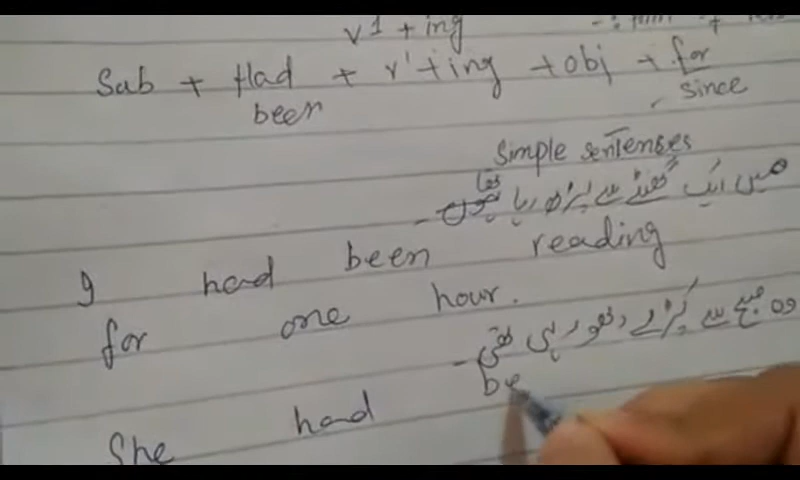 v¹ + ing
Sub + Had + v¹+ing + obj + for
been since
Simple sentenses
میں ایک گھنٹے سے پڑھ رہا تھا ۔
I had been reading
for one hour.
وہ صبح سے کپڑے دھو رہی تھی ۔
She had be